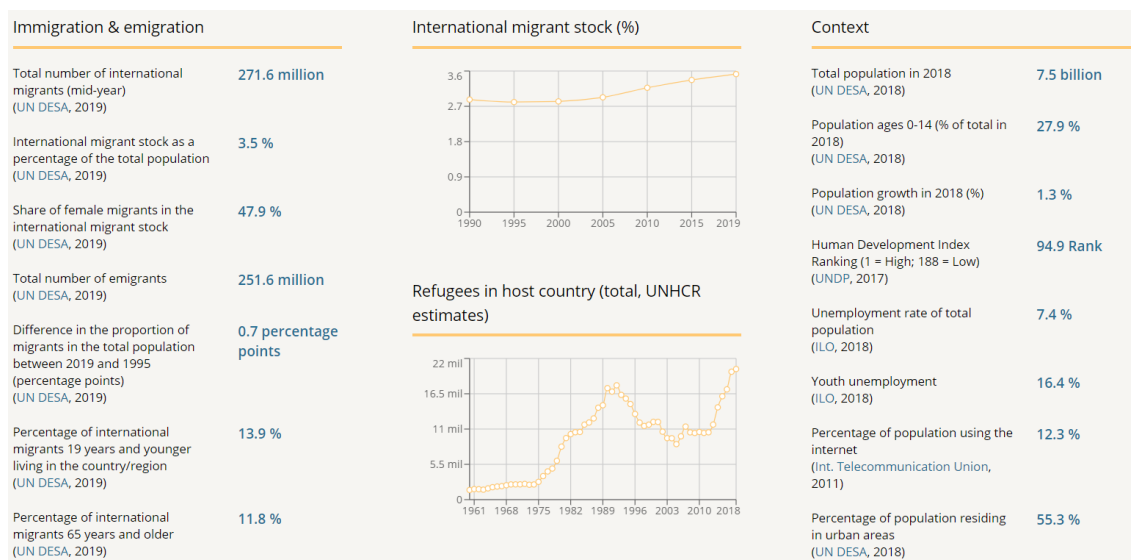 Immigration & emigration
Total number of international
migrants (mid-year)
(UN DESA, 2019)
271.6 million
International migrant stock as a
percentage of the total population
(UN DESA, 2019)
3.5 %
Share of female migrants in the
international migrant stock
(UN DESA, 2019)
47.9 %
Total number of emigrants
(UN DESA, 2019)
251.6 million
Difference in the proportion of
migrants in the total population
between 2019 and 1995
(percentage points)
(UN DESA, 2019)
0.7 percentage
points
Percentage of international
migrants 19 years and younger
living in the country/region
(UN DESA, 2019)
13.9 %
Percentage of international
migrants 65 years and older
(UN DESA, 2019)
11.8 %
International migrant stock (%)
3.6
2.7
1.8
0.9
0
1990 1995 2000 2005 2010 2015 2019
Refugees in host country (total, UNHCR
estimates)
22 mil
16.5 mil
11 mil
5.5 mil
0
1961 1968 1975 1982 1989 1996 2003 2010 2018
Context
Total population in 2018
(UN DESA, 2018)
7.5 billion
Population ages 0-14 (% of total in
2018)
(UN DESA, 2018)
27.9 %
Population growth in 2018 (%)
(UN DESA, 2018)
1.3 %
Human Development Index
Ranking (1 = High; 188 = Low)
(UNDP, 2017)
94.9 Rank
Unemployment rate of total
population
(ILO, 2018)
7.4 %
Youth unemployment
(ILO, 2018)
16.4 %
Percentage of population using the
internet
(Int. Telecommunication Union,
2011)
12.3 %
Percentage of population residing
in urban areas
(UN DESA, 2018)
55.3 %